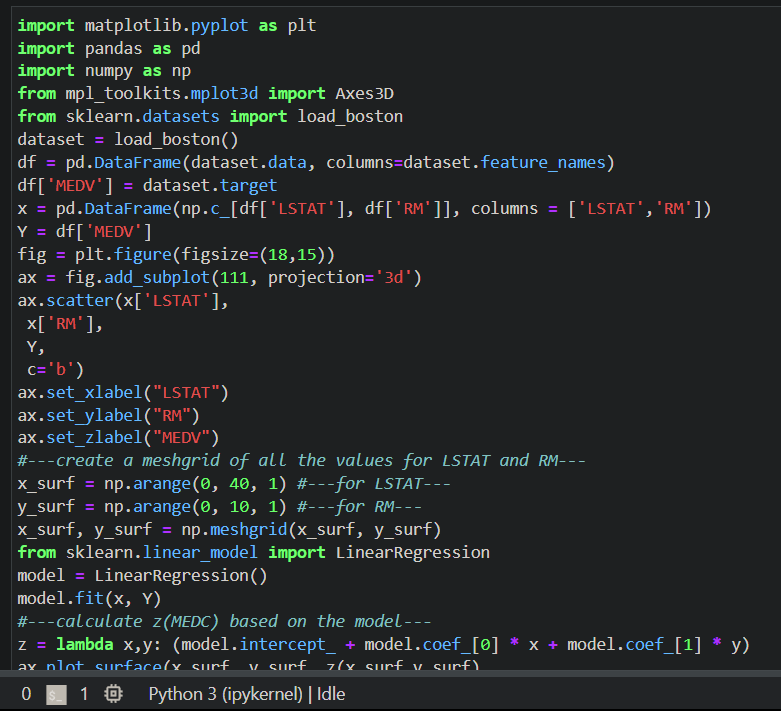 import matplotlib.pyplot as plt
import pandas as pd
import numpy as np
from mpl_toolkits.mplot3d import Axes3D
from sklearn.datasets import load_boston
dataset = load_boston()
df = pd.DataFrame(dataset.data, columns=dataset.feature_names)
df['MEDV'] = dataset.target
x = pd.DataFrame(np.c_[df['LSTAT'], df['RM']], columns = ['LSTAT','RM'])
Y = df['MEDV']
fig = plt.figure(figsize=(18,15))
ax = fig.add_subplot(111, projection='3d')
ax.scatter(x['LSTAT'],
 x['RM'],
 Y,
 c='b')
ax.set_xlabel("LSTAT")
ax.set_ylabel("RM")
ax.set_zlabel("MEDV")
#---create a meshgrid of all the values for LSTAT and RM---
x_surf = np.arange(0, 40, 1) #---for LSTAT---
y_surf = np.arange(0, 10, 1) #---for RM---
x_surf, y_surf = np.meshgrid(x_surf, y_surf)
from sklearn.linear_model import LinearRegression
model = LinearRegression()
model.fit(x, Y)
#---calculate z(MEDC) based on the model---
z = lambda x,y: (model.intercept_ + model.coef_[0] * x + model.coef_[1] * y)
ax.plot_surface(x_surf, y_surf, z(x_surf,y_surf),
0 $_ 1 Python 3 (ipykernel) | Idle